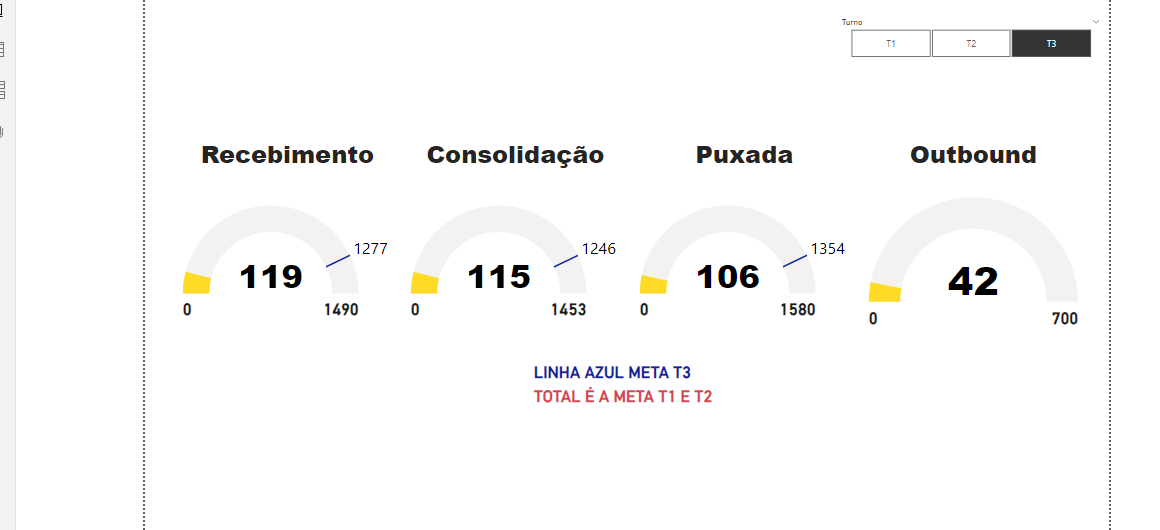 Turno
T1 T2 T3
Recebimento Consolidação Puxada Outbound
1277 1246 1354
119 115 106 42
0 1490 0 1453 0 1580 0 700
LINHA AZUL META T3
TOTAL É A META T1 E T2